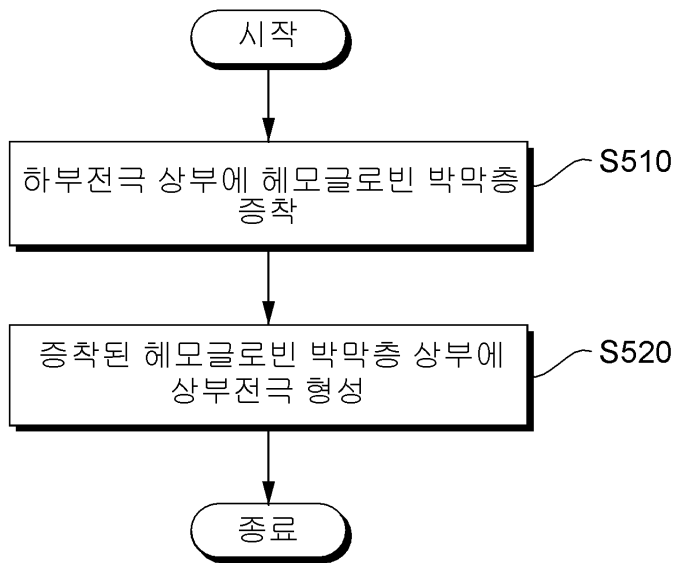 시작
하부전극 상부에 헤모글로빈 박막층
증착
S510
증착된 헤모글로빈 박막층 상부에
상부전극 형성
S520
종료